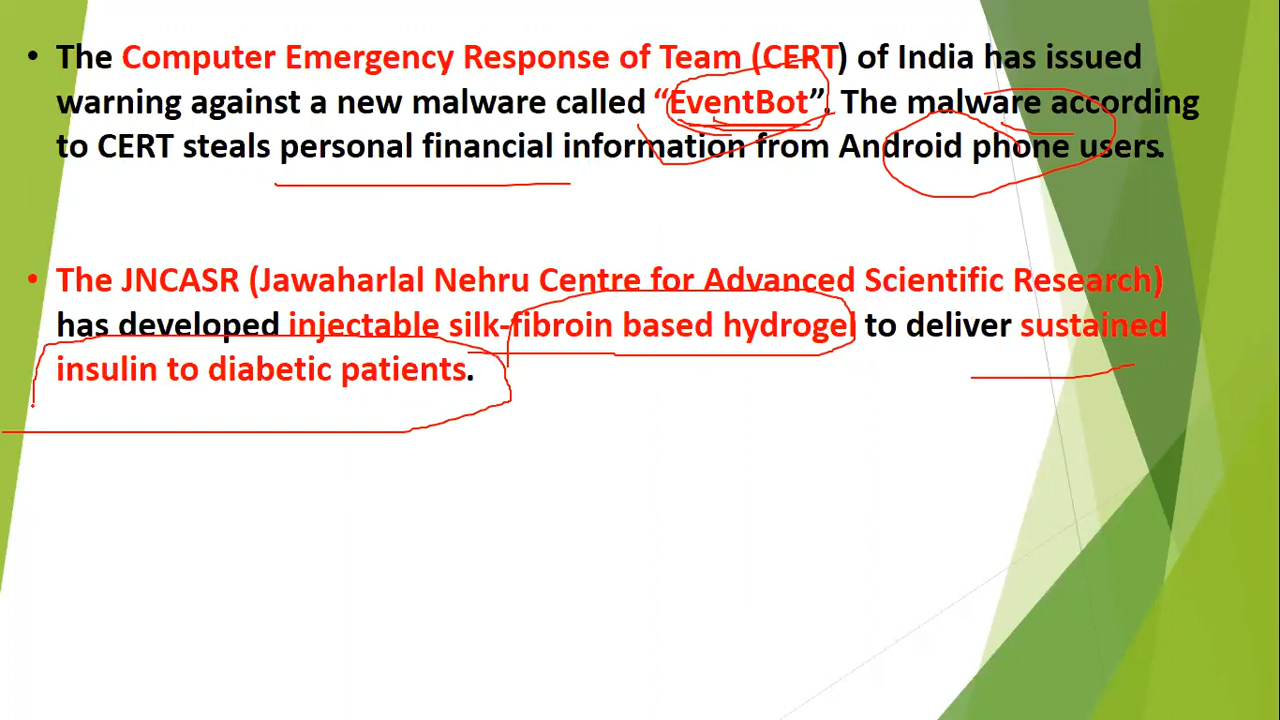 • The Computer Emergency Response of Team (CERT) of India has issued
warning against a new malware called “EventBot”. The malware according
to CERT steals personal financial information from Android phone users.
• The JNCASR (Jawaharlal Nehru Centre for Advanced Scientific Research)
has developed injectable silk-fibroin based hydrogel to deliver sustained
insulin to diabetic patients.